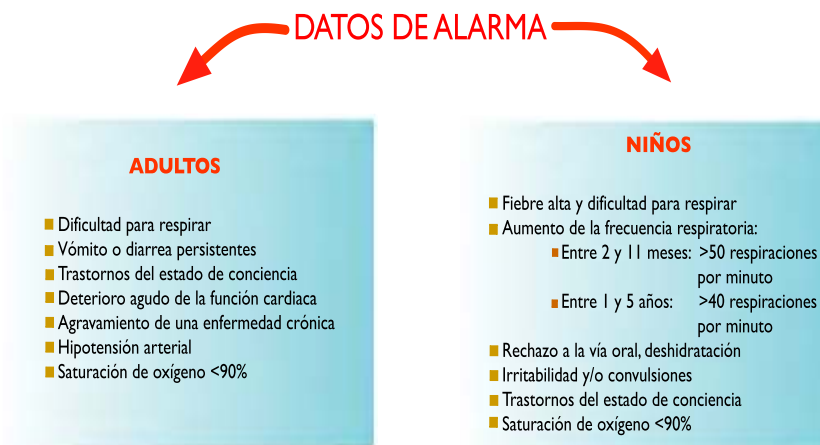 DATOS DE ALARMA
ADULTOS
Dificultad para respirar
Vómito o diarrea persistentes
Trastornos del estado de conciencia
Deterioro agudo de la función cardiaca
Agravamiento de una enfermedad crónica
Hipotensión arterial
Saturación de oxígeno <90%
NIÑOS
Fiebre alta y dificultad para respirar
Aumento de la frecuencia respiratoria:
Entre 2 y 11 meses: >50 respiraciones
por minuto
Entre 1 y 5 años: >40 respiraciones
por minuto
Rechazo a la vía oral, deshidratación
Irritabilidad y/o convulsiones
Trastornos del estado de conciencia
Saturación de oxígeno <90%